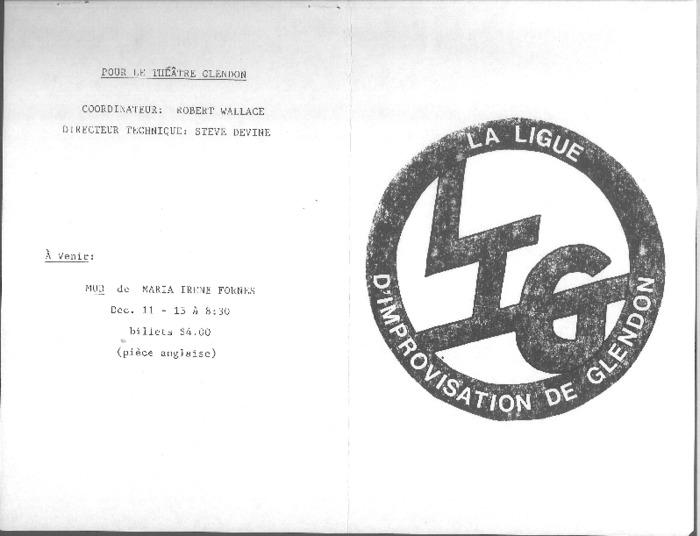 POUR LE THÉÂTRE GLENDON
COORDINATEUR: ROBERT WALLACE
DIRECTEUR TECHNIQUE: STEVE DEVINE
À Venir:
MUD de MARIA IRENE FORNES
Dec. 11 - 15 à 8:30
billets $4.00
(pièce anglaise)
LA LIGUE
LIG
D'IMPROVISATION DE GLENDON